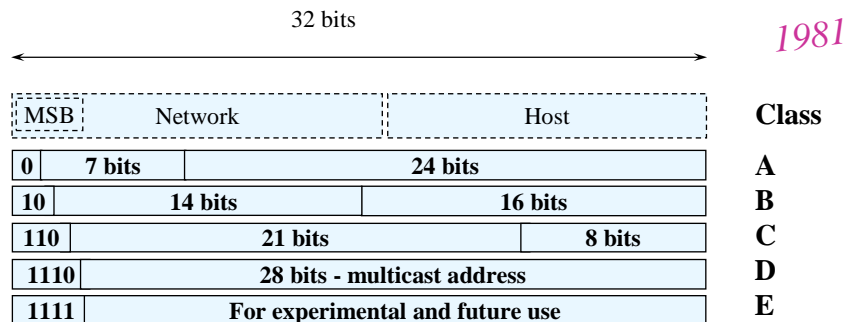 32 bits
1981
MSB Network Host Class
0 7 bits 24 bits A
10 14 bits 16 bits B
110 21 bits 8 bits C
1110 28 bits - multicast address D
1111 For experimental and future use E